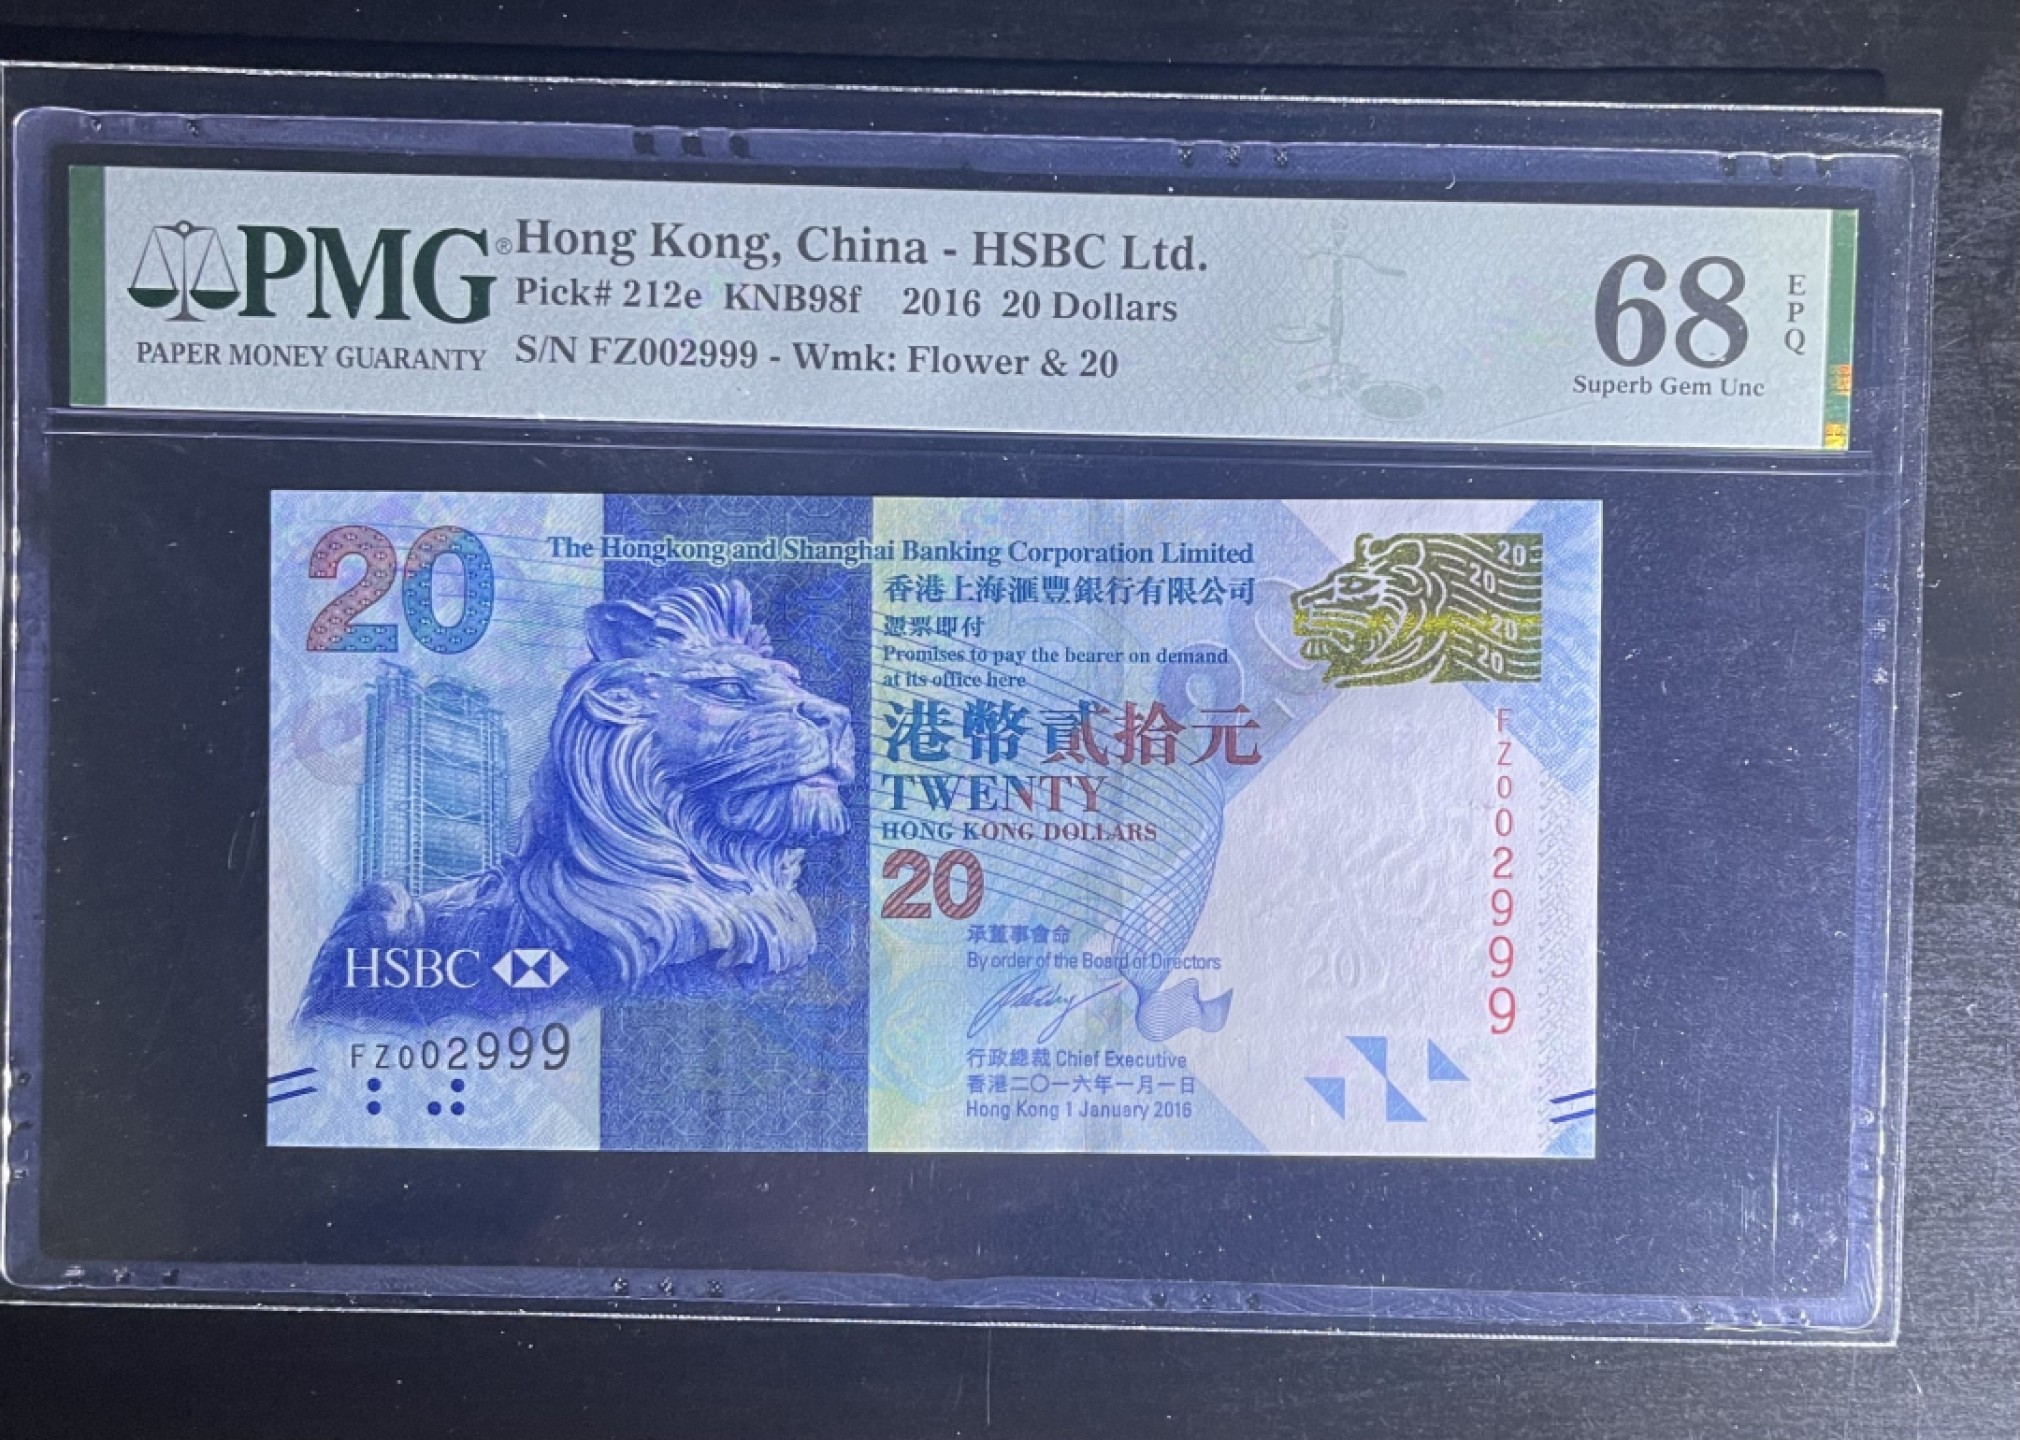 PMG®
PAPER MONEY GUARANTY
Hong Kong, China - HSBC Ltd.
Pick# 212e KNB98f 2016 20 Dollars
S/N FZ002999 - Wmk: Flower & 20
68
EPQ
Superb Gem Unc
20
The Hongkong and Shanghai Banking Corporation Limited
香港上海滙豐銀行有限公司
憑票即付
Promises to pay the bearer on demand
at its office here
港幣貳拾元
TWENTY
HONG KONG DOLLARS
20
承董事會命
By order of the Board of Directors
行政總裁 Chief Executive
香港二〇一六年一月一日
Hong Kong 1 January 2016
HSBC
FZ002999
20
20
20
20
FZ002999
20